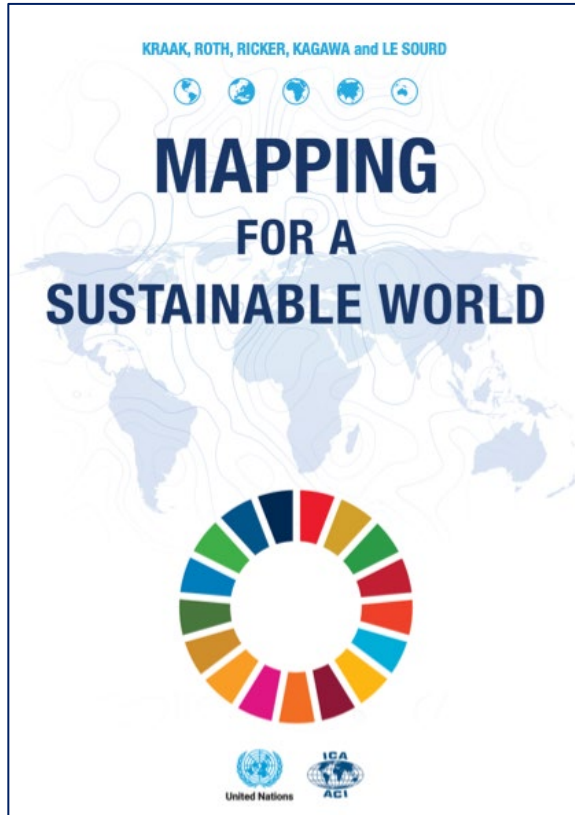 KRAAK, ROTH, RICKER, KAGAWA and LE SOURD
MAPPING
FOR A
SUSTAINABLE WORLD
United Nations
ICA
ACI